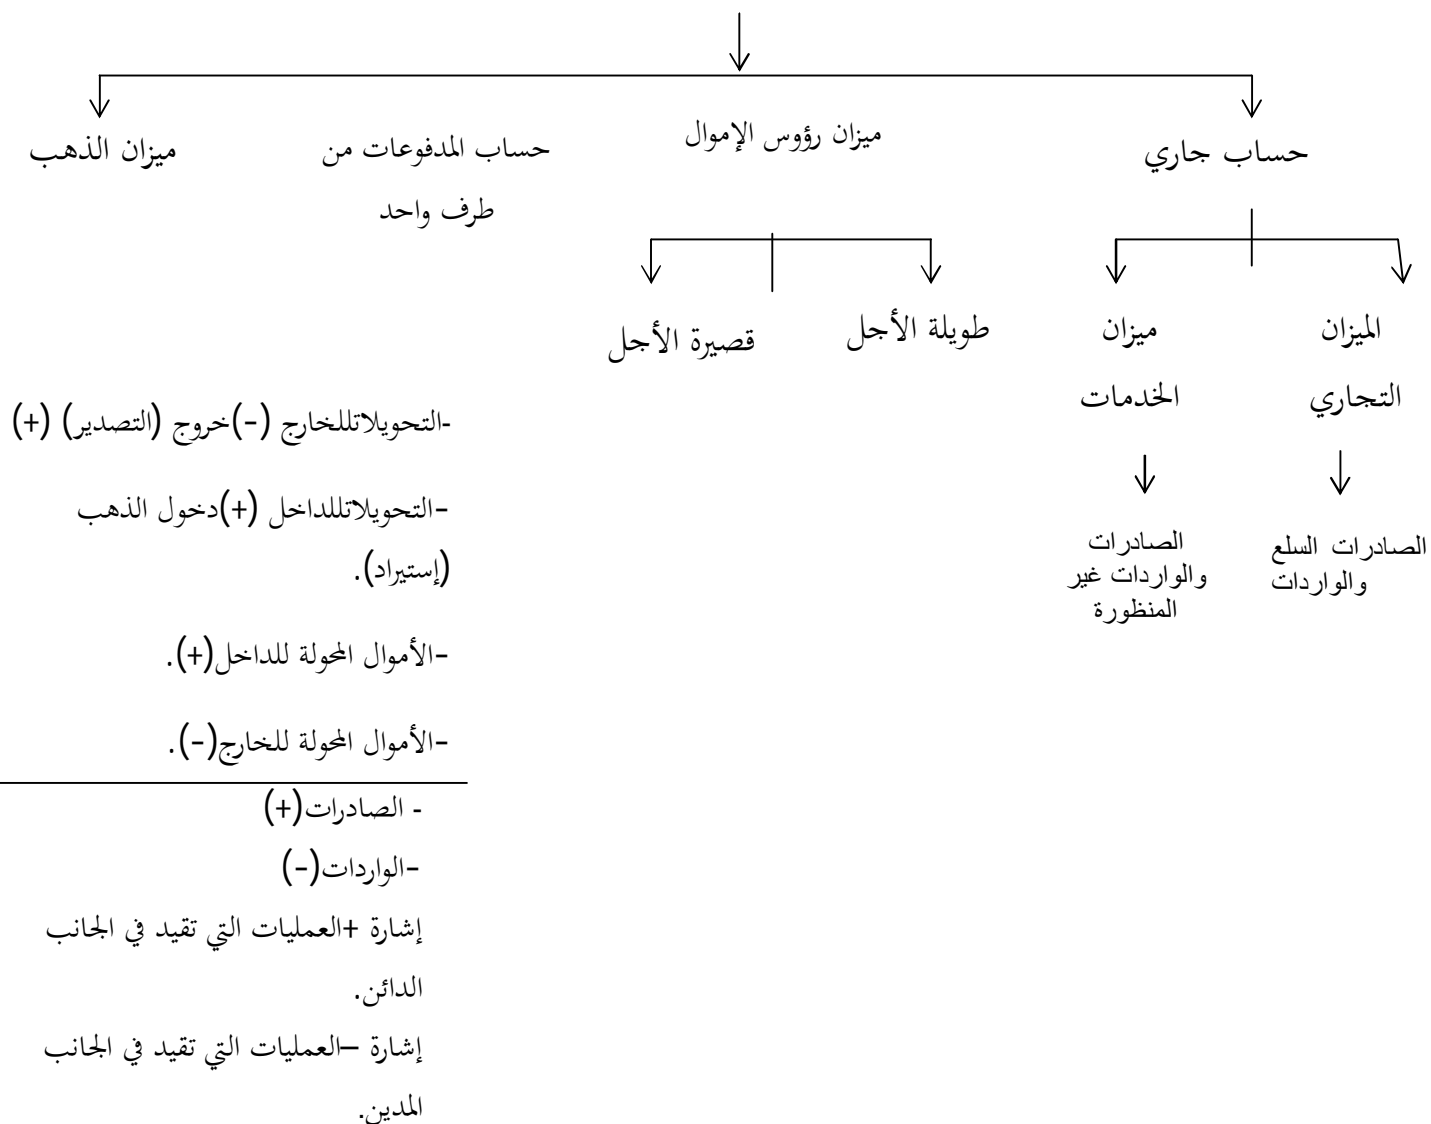 حساب جاري
ميزان رؤوس الإموال
حساب المدفوعات من
طرف واحد
ميزان الذهب
الميزان
التجاري
ميزان
الخدمات
طويلة الأجل
قصيرة الأجل
الصادرات السلع
والواردات
الصادرات
والواردات غير
المنظورة
-التحويلاتللخارج (-)خروج (التصدير) (+)
-التحويلاتللداخل (+)دخول الذهب
(إستيراد).
-الأموال المحولة للداخل(+).
-الأموال المحولة للخارج(-).
- الصادرات(+)
-الواردات(-)
إشارة +العمليات التي تقيد في الجانب
الدائن.
إشارة –العمليات التي تقيد في الجانب
المدين.